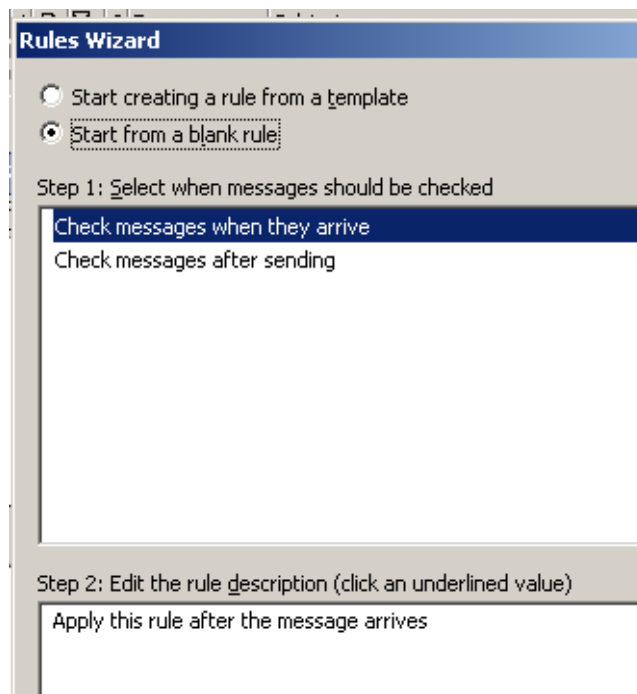 Rules Wizard
Start creating a rule from a template
Start from a blank rule
Step 1: Select when messages should be checked
Check messages when they arrive
Check messages after sending
Step 2: Edit the rule description (click an underlined value)
Apply this rule after the message arrives